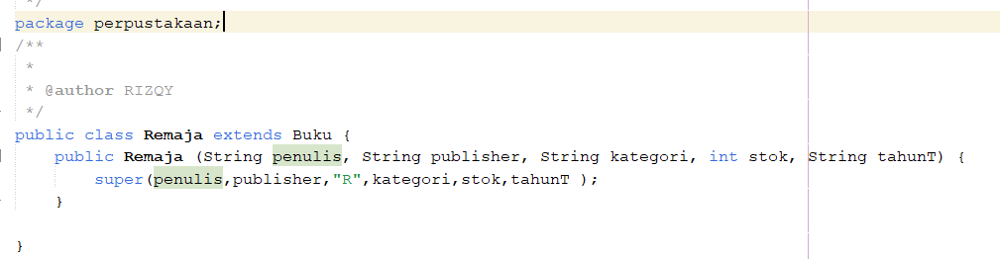 */
package perpustakaan;
/**
 *
 * @author RIZQY
 */
public class Remaja extends Buku {
    public Remaja (String penulis, String publisher, String kategori, int stok, String tahunT) {
        super(penulis,publisher,"R",kategori,stok,tahunT );
    }
}